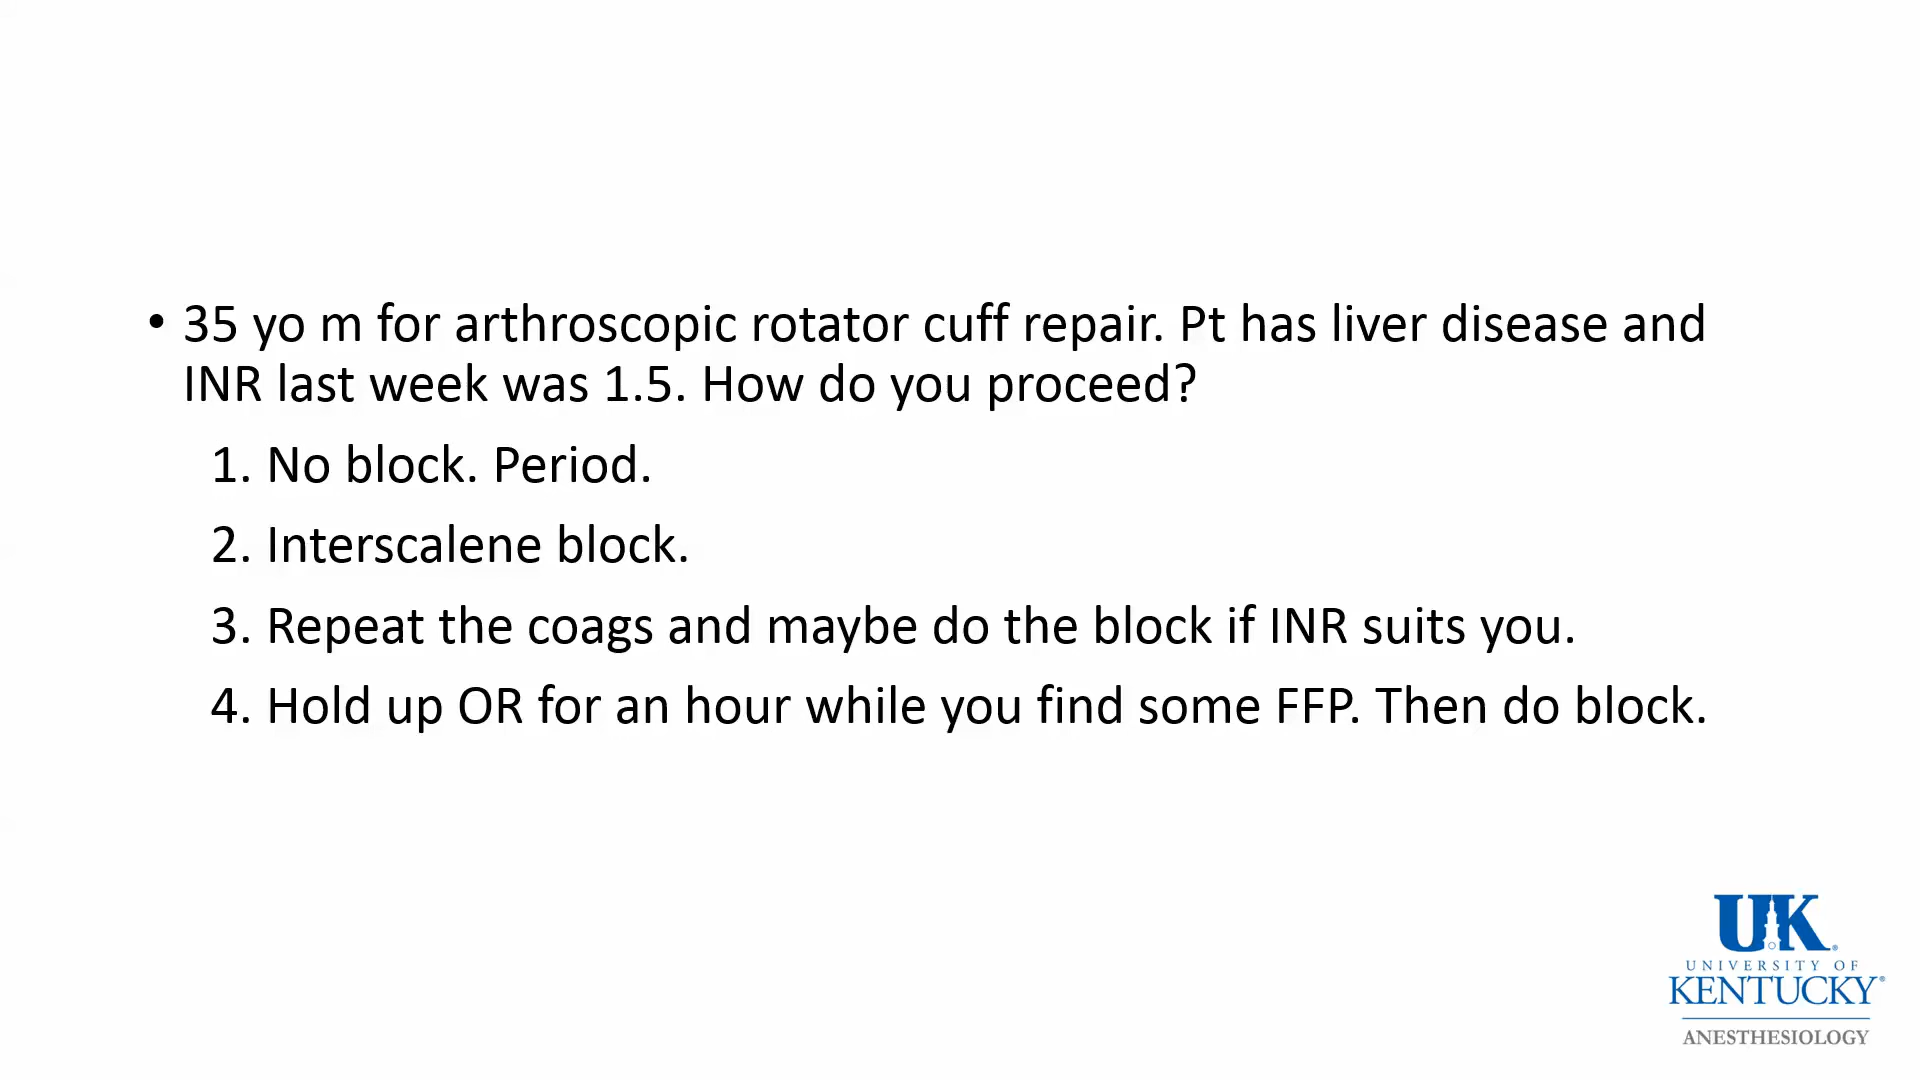 • 35 yo m for arthroscopic rotator cuff repair. Pt has liver disease and
INR last week was 1.5. How do you proceed?
1. No block. Period.
2. Interscalene block.
3. Repeat the coags and maybe do the block if INR suits you.
4. Hold up OR for an hour while you find some FFP. Then do block.
UK®
UNIVERSITY OF
KENTUCKY®
ANESTHESIOLOGY